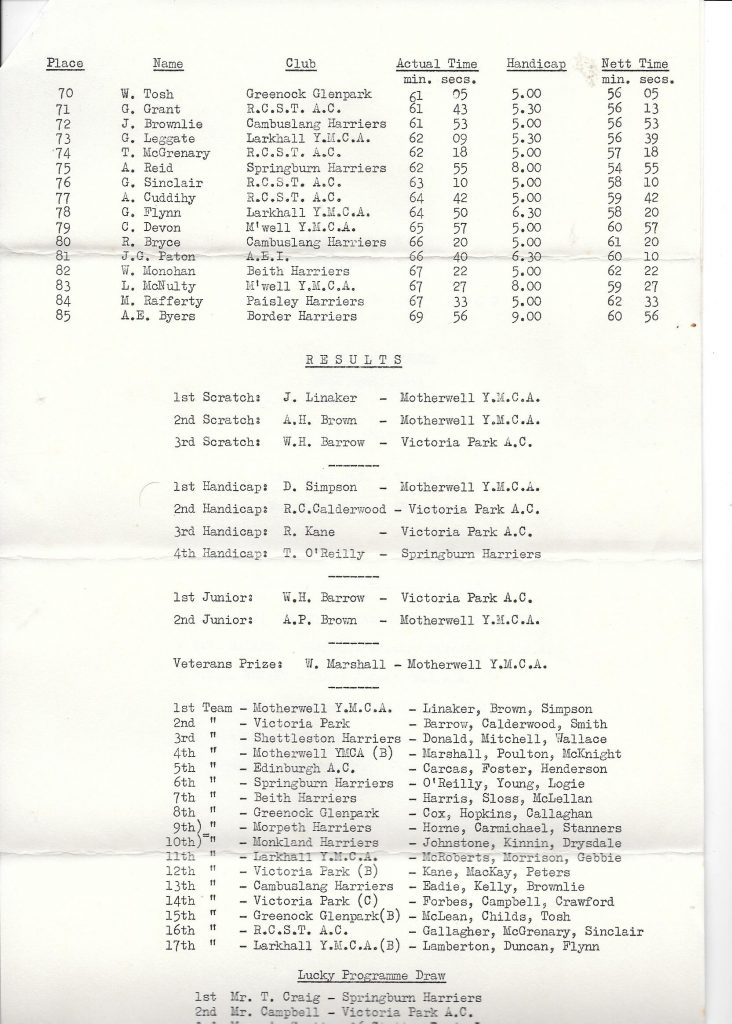 Place Name Club Actual Time Handicap Nett Time
min. secs. min. secs.
70 W. Tosh Greenock Glenpark 61 05 5.00 56 05
71 G. Grant R.C.S.T. A.C. 61 43 5.30 56 13
72 J. Brownlie Cambuslang Harriers 61 53 5.00 56 53
73 G. Leggate Larkhall Y.M.C.A. 62 09 5.30 56 39
74 T. McGrenary R.C.S.T. A.C. 62 18 5.00 57 18
75 A. Reid Springburn Harriers 62 55 8.00 54 55
76 G. Sinclair R.C.S.T. A.C. 63 10 5.00 58 10
77 A. Cuddihy R.C.S.T. A.C. 64 42 5.00 59 42
78 G. Flynn Larkhall Y.M.C.A. 64 50 6.30 58 20
79 C. Devon M'well Y.M.C.A. 65 57 5.00 60 57
80 R. Bryce Cambuslang Harriers 66 20 5.00 61 20
81 J.G. Paton A.E.I. 66 40 6.30 60 10
82 W. Monohan Beith Harriers 67 22 5.00 62 22
83 L. McNulty M'well Y.M.C.A. 67 27 8.00 59 27
84 M. Rafferty Paisley Harriers 67 33 5.00 62 33
85 A.E. Byers Border Harriers 69 56 9.00 60 56
R E S U L T S
1st Scratch: J. Linaker - Motherwell Y.M.C.A.
2nd Scratch: A.H. Brown - Motherwell Y.M.C.A.
3rd Scratch: W.H. Barrow - Victoria Park A.C.
-------
1st Handicap: D. Simpson - Motherwell Y.M.C.A.
2nd Handicap: R.C.Calderwood - Victoria Park A.C.
3rd Handicap: R. Kane - Victoria Park A.C.
4th Handicap: T. O'Reilly - Springburn Harriers
-------
1st Junior: W.H. Barrow - Victoria Park A.C.
2nd Junior: A.P. Brown - Motherwell Y.M.C.A.
-------
Veterans Prize: W. Marshall - Motherwell Y.M.C.A.
-------
1st Team - Motherwell Y.M.C.A. - Linaker, Brown, Simpson
2nd " - Victoria Park - Barrow, Calderwood, Smith
3rd " - Shettleston Harriers - Donald, Mitchell, Wallace
4th " - Motherwell YMCA (B) - Marshall, Poulton, McKnight
5th " - Edinburgh A.C. - Carcas, Foster, Henderson
6th " - Springburn Harriers - O'Reilly, Young, Logie
7th " - Beith Harriers - Harris, Sloss, McLellan
8th " - Greenock Glenpark - Cox, Hopkins, Callaghan
9th) " - Morpeth Harriers - Horne, Carmichael, Stanners
10th)=" - Monkland Harriers - Johnstone, Kinnin, Drysdale
11th " - Larkhall Y.M.C.A. - McRoberts, Morrison, Gebbie
12th " - Victoria Park (B) - Kane, MacKay, Peters
13th " - Cambuslang Harriers - Eadie, Kelly, Brownlie
14th " - Victoria Park (C) - Forbes, Campbell, Crawford
15th " - Greenock Glenpark(B) - McLean, Childs, Tosh
16th " - R.C.S.T. A.C. - Gallagher, McGrenary, Sinclair
17th " - Larkhall Y.M.C.A.(B) - Lamberton, Duncan, Flynn
Lucky Programme Draw
1st Mr. T. Craig - Springburn Harriers
2nd Mr. Campbell - Victoria Park A.C.